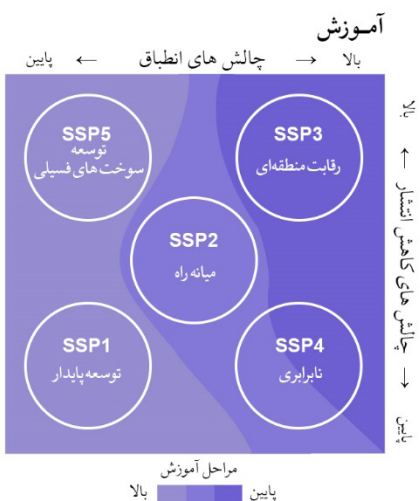 آمـوزش
بالا → چالش های انطباق ← پایین
SSP3
رقابت منطقه‌ای
SSP5
توسعه
سوخت های فسیلی
SSP2
میانه راه
SSP4
نابرابری
SSP1
توسعه پایدار
بالا ← چالش های کاهش انتشار → پایین
مراحل آموزش
پایین بالا